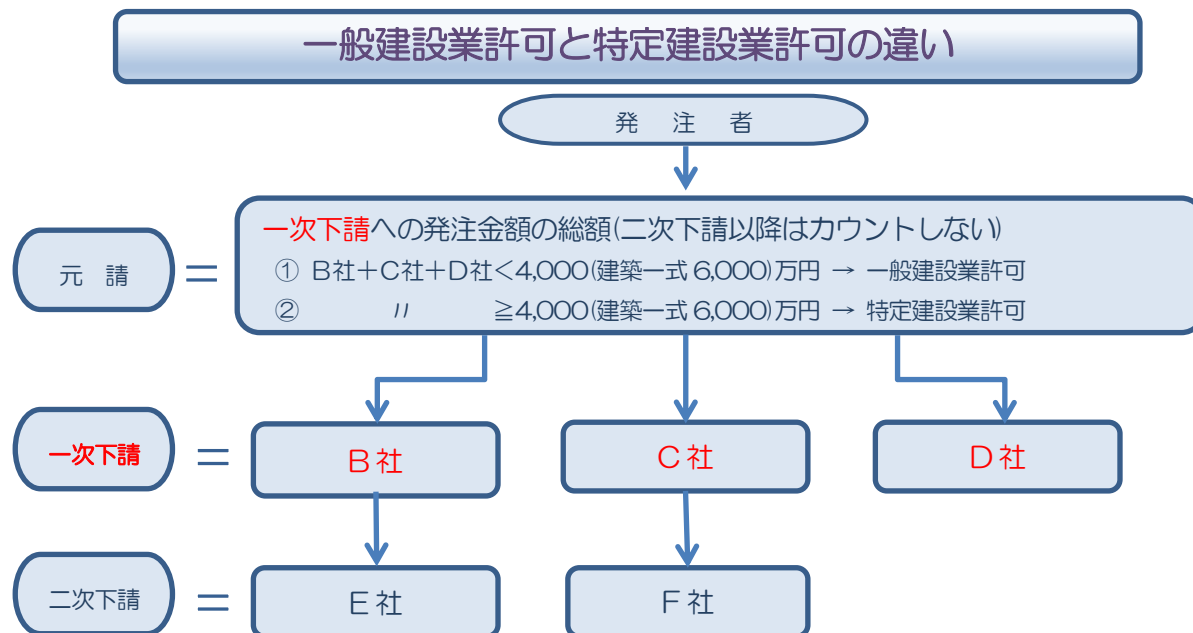 一般建設業許可と特定建設業許可の違い
発 注 者
元 請
＝
一次下請への発注金額の総額(二次下請以降はカウントしない)
① B社＋C社＋D社＜4,000(建築一式 6,000)万円 → 一般建設業許可
② 〃 ≧4,000(建築一式 6,000)万円 → 特定建設業許可
一次下請 ＝ B社 C社 D社
二次下請 ＝ E社 F社